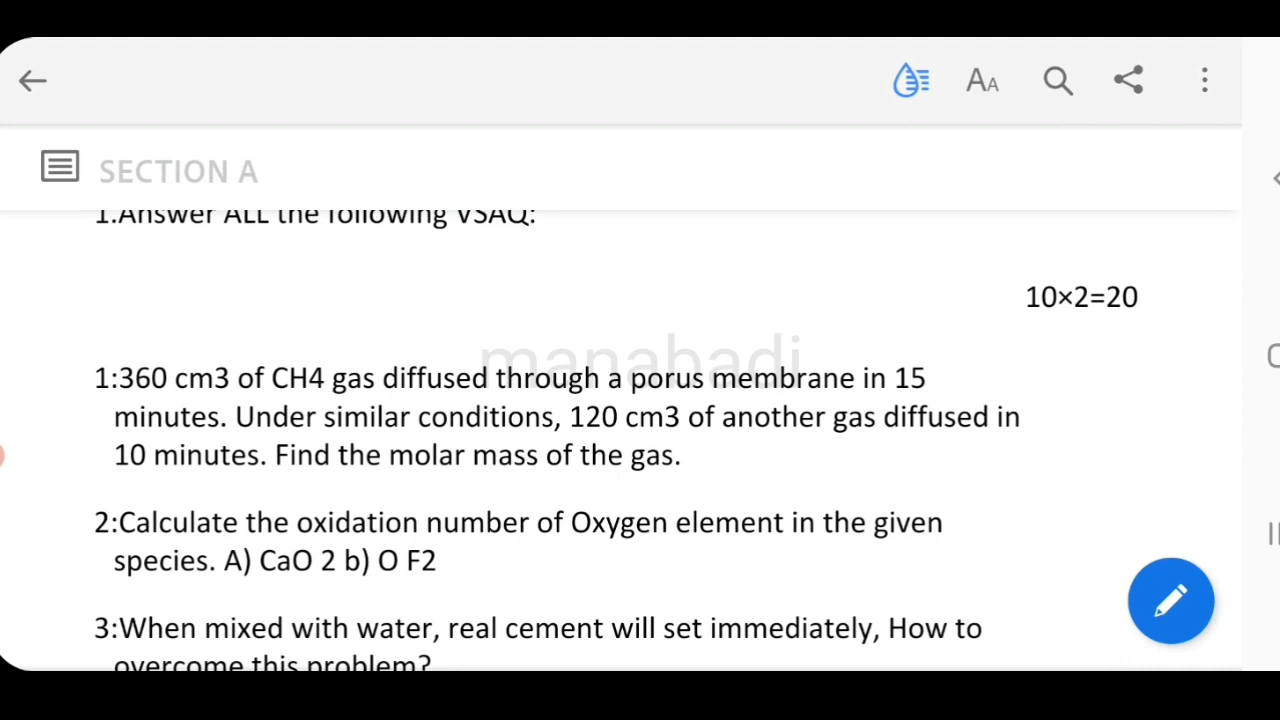 SECTION A
1.Answer ALL the following VSAQ:
10×2=20
manabadi
1:360 cm3 of CH4 gas diffused through a porus membrane in 15
minutes. Under similar conditions, 120 cm3 of another gas diffused in
10 minutes. Find the molar mass of the gas.
2:Calculate the oxidation number of Oxygen element in the given
species. A) CaO 2 b) O F2
3:When mixed with water, real cement will set immediately, How to
overcome this problem?